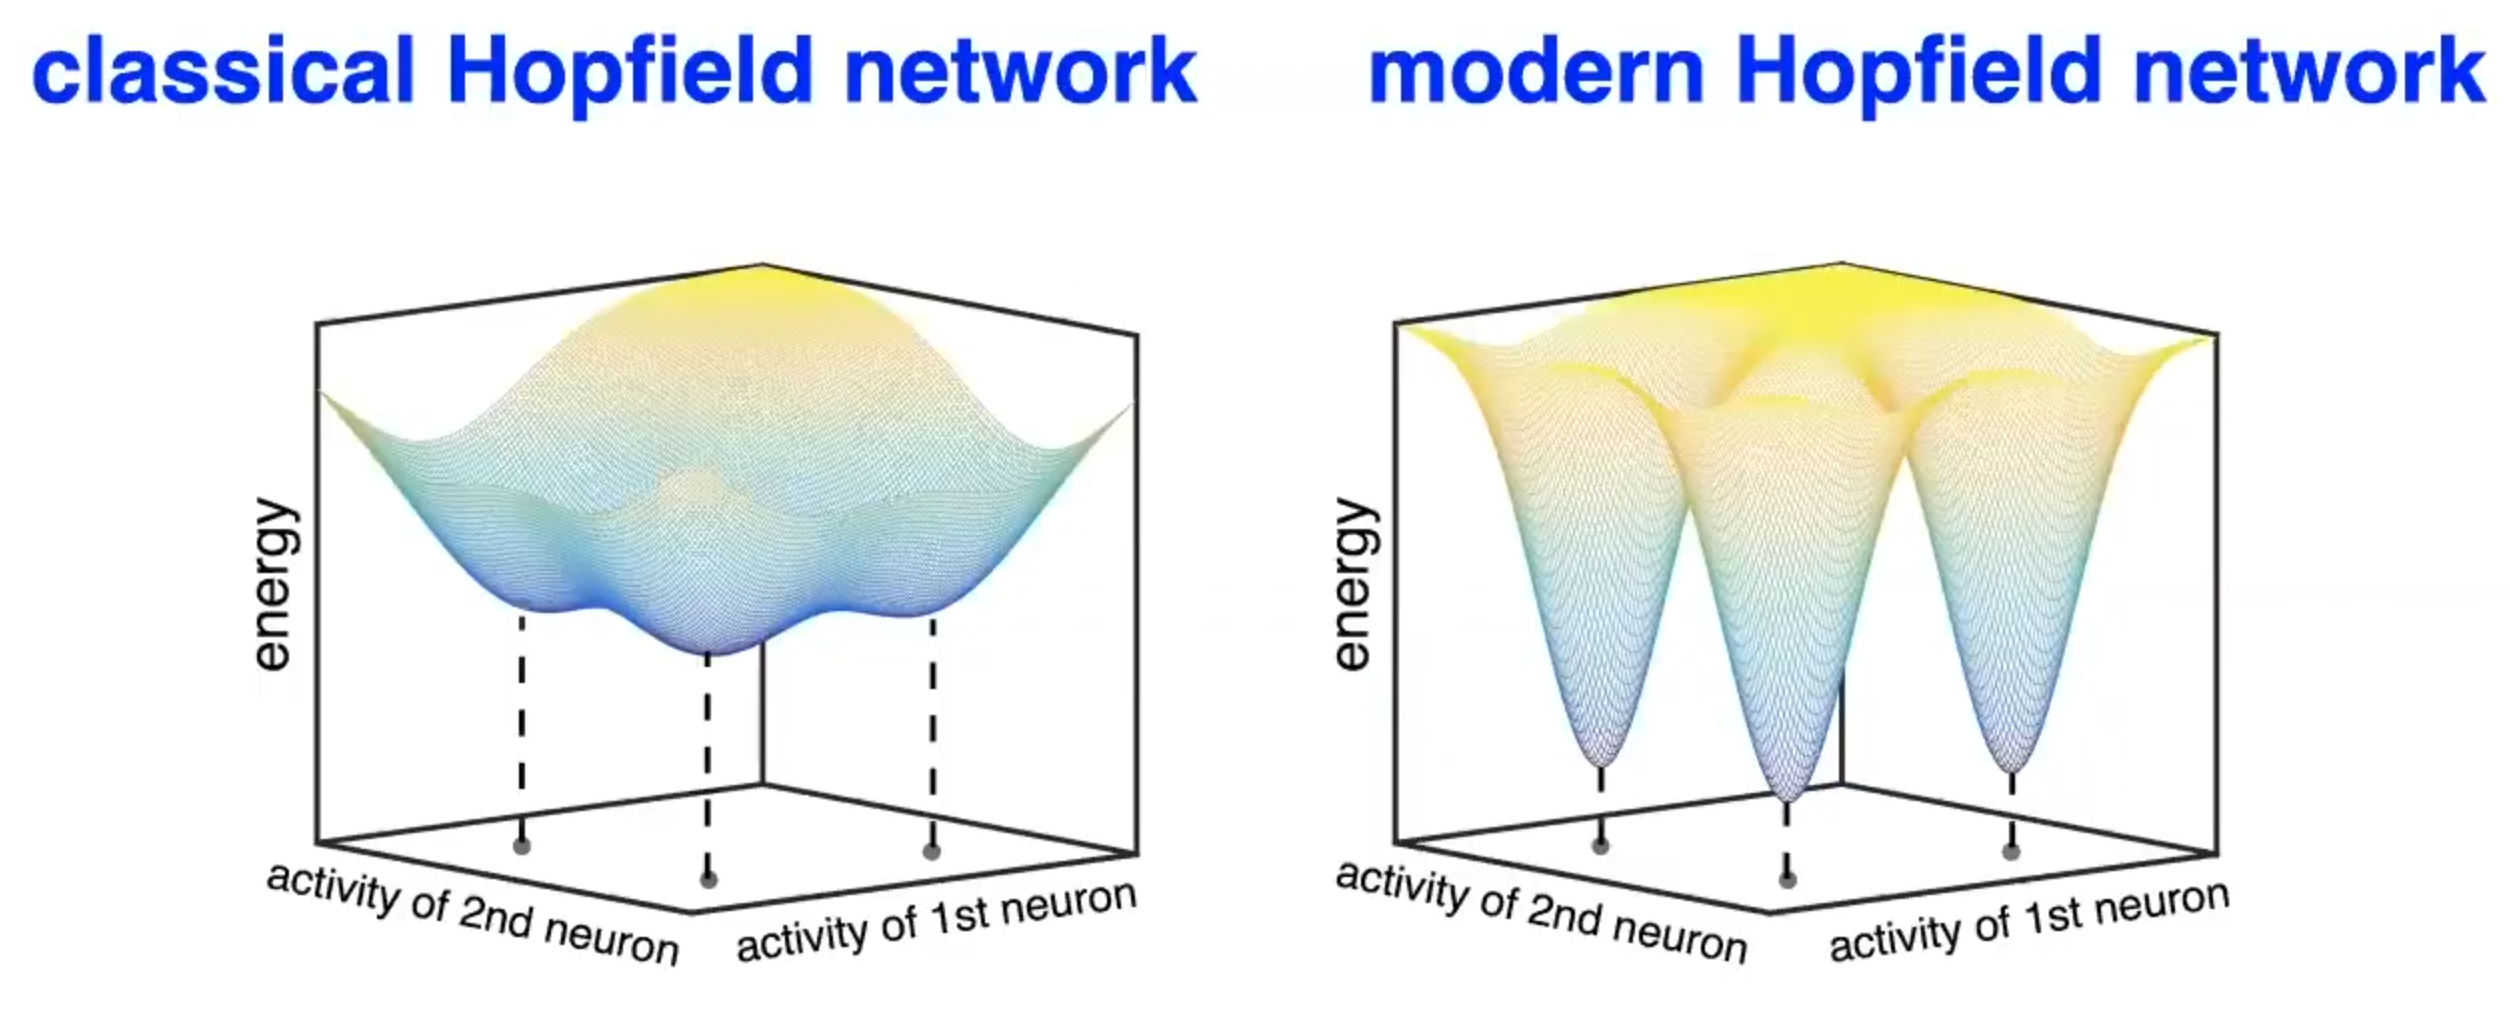 classical Hopfield network
modern Hopfield network
energy
activity of 2nd neuron
activity of 1st neuron
energy
activity of 2nd neuron
activity of 1st neuron